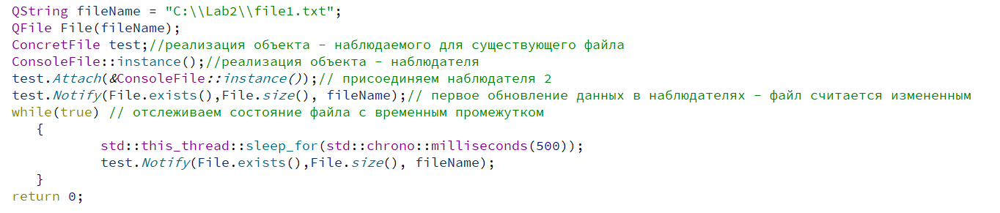 QString fileName = "C:\\Lab2\\file1.txt";
QFile File(fileName);
ConcretFile test;//реализация объекта – наблюдаемого для существующего файла
ConsoleFile::instance();//реализация объекта – наблюдателя
test.Attach(&ConsoleFile::instance());// присоединяем наблюдателя 2
test.Notify(File.exists(),File.size(), fileName);// первое обновление данных в наблюдателях – файл считается измененным
while(true) // отслеживаем состояние файла с временным промежутком
{
std::this_thread::sleep_for(std::chrono::milliseconds(500));
test.Notify(File.exists(),File.size(), fileName);
}
return 0;